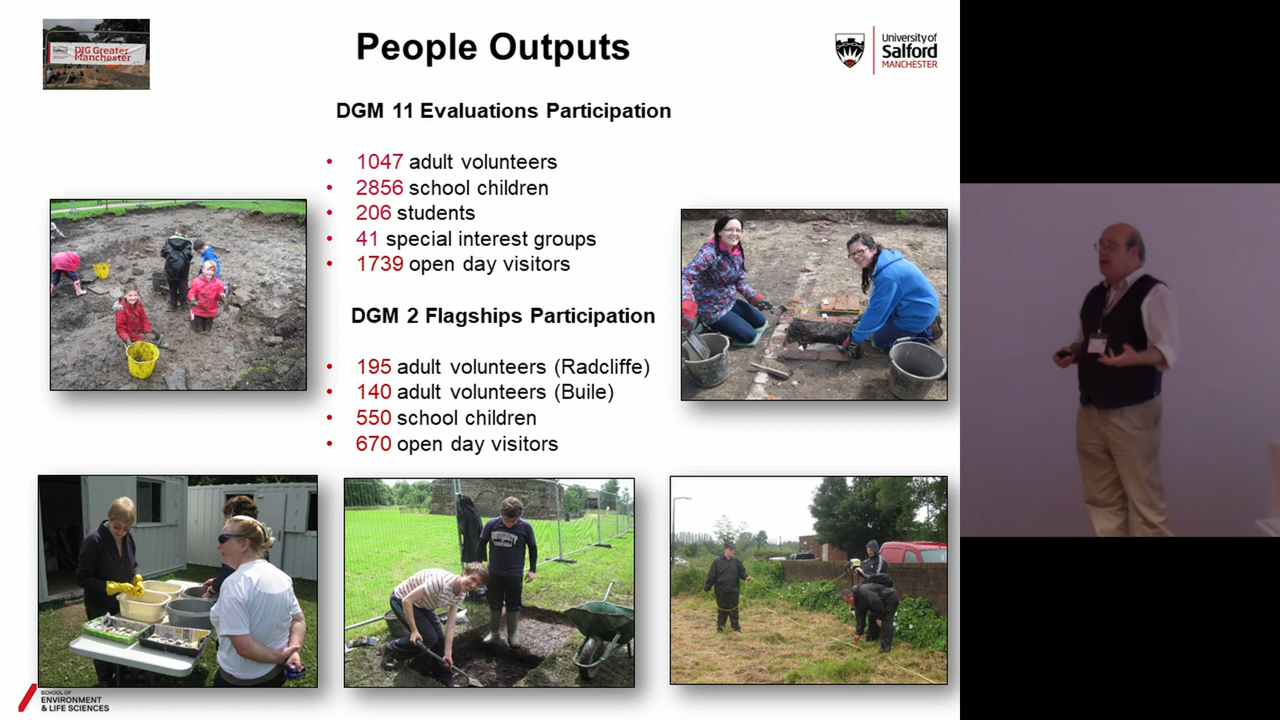 People Outputs
DIG Greater
Manchester
University of
Salford
MANCHESTER
DGM 11 Evaluations Participation
• 1047 adult volunteers
• 2856 school children
• 206 students
• 41 special interest groups
• 1739 open day visitors
DGM 2 Flagships Participation
• 195 adult volunteers (Radcliffe)
• 140 adult volunteers (Buile)
• 550 school children
• 670 open day visitors
SCHOOL OF
ENVIRONMENT
& LIFE SCIENCES